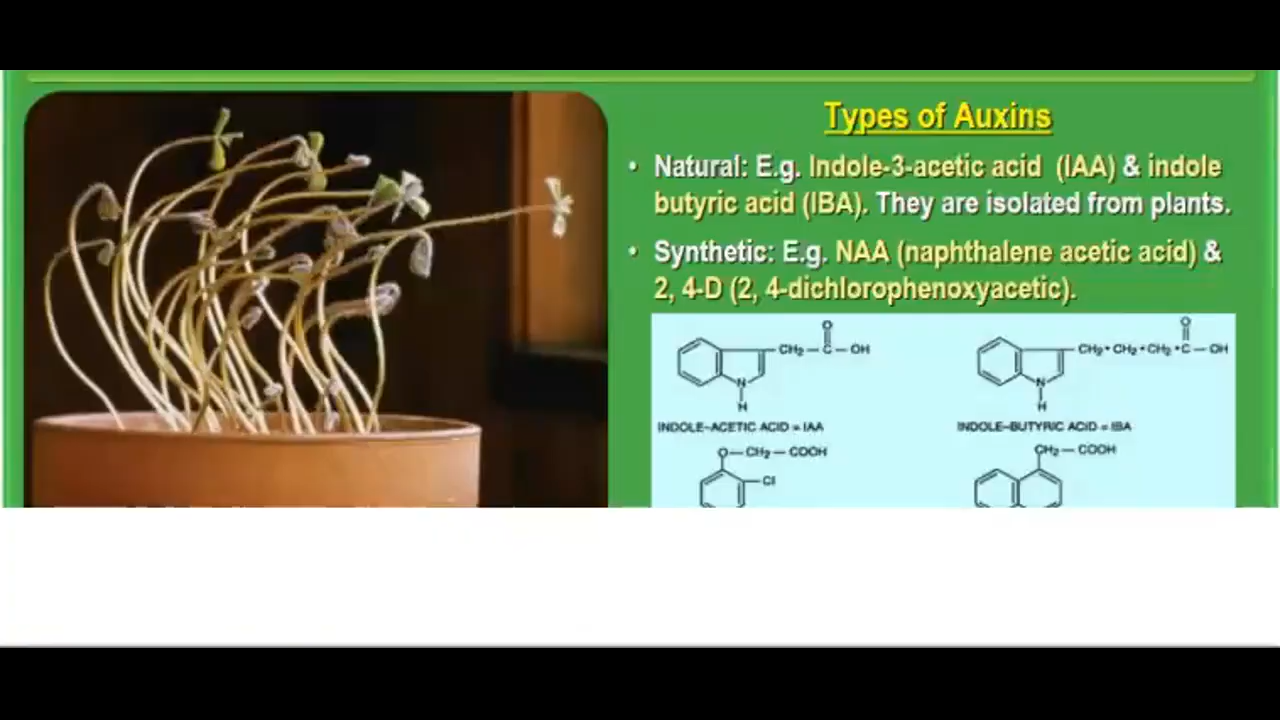 Types of Auxins
• Natural: E.g. Indole-3-acetic acid (IAA) & indole
butyric acid (IBA). They are isolated from plants.
• Synthetic: E.g. NAA (naphthalene acetic acid) &
2, 4-D (2, 4-dichlorophenoxyacetic).
O
CH₂—C—OH
N
H
INDOLE-ACETIC ACID = IAA
O
CH₂•CH₂•CH₂•C—OH
N
H
INDOLE-BUTYRIC ACID = IBA
O—CH₂—COOH
Cl
CH₂—COOH